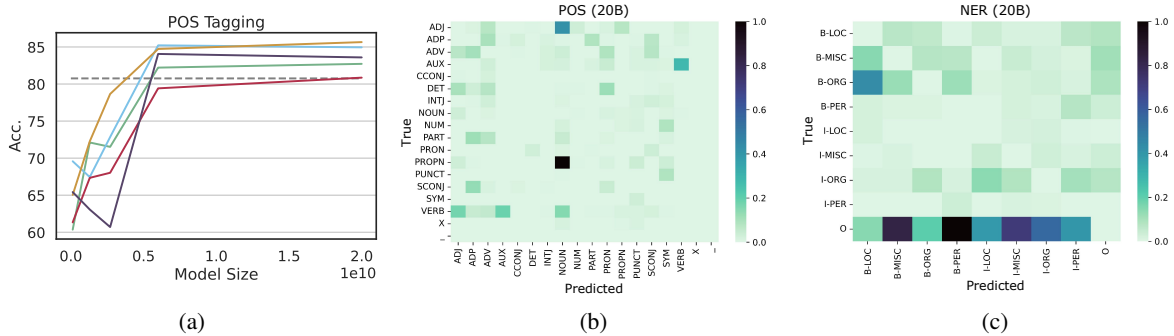 POS Tagging
Acc.
85
80
75
70
65
60
0.0
0.5
1.0
1.5
2.0
1e10
Model Size
(a)
POS (20B)
True
ADJ
ADP
ADV
AUX
CCONJ
DET
INTJ
NOUN
NUM
PART
PRON
PROPN
PUNCT
SCONJ
SYM
VERB
X
_
ADJ
ADP
ADV
AUX
CCONJ
DET
INTJ
NOUN
NUM
PART
PRON
PROPN
PUNCT
SCONJ
SYM
VERB
X
_
Predicted
1.0
0.8
0.6
0.4
0.2
0.0
(b)
NER (20B)
True
B-LOC
B-MISC
B-ORG
B-PER
I-LOC
I-MISC
I-ORG
I-PER
O
B-LOC
B-MISC
B-ORG
B-PER
I-LOC
I-MISC
I-ORG
I-PER
O
Predicted
1.0
0.8
0.6
0.4
0.2
0.0
(c)